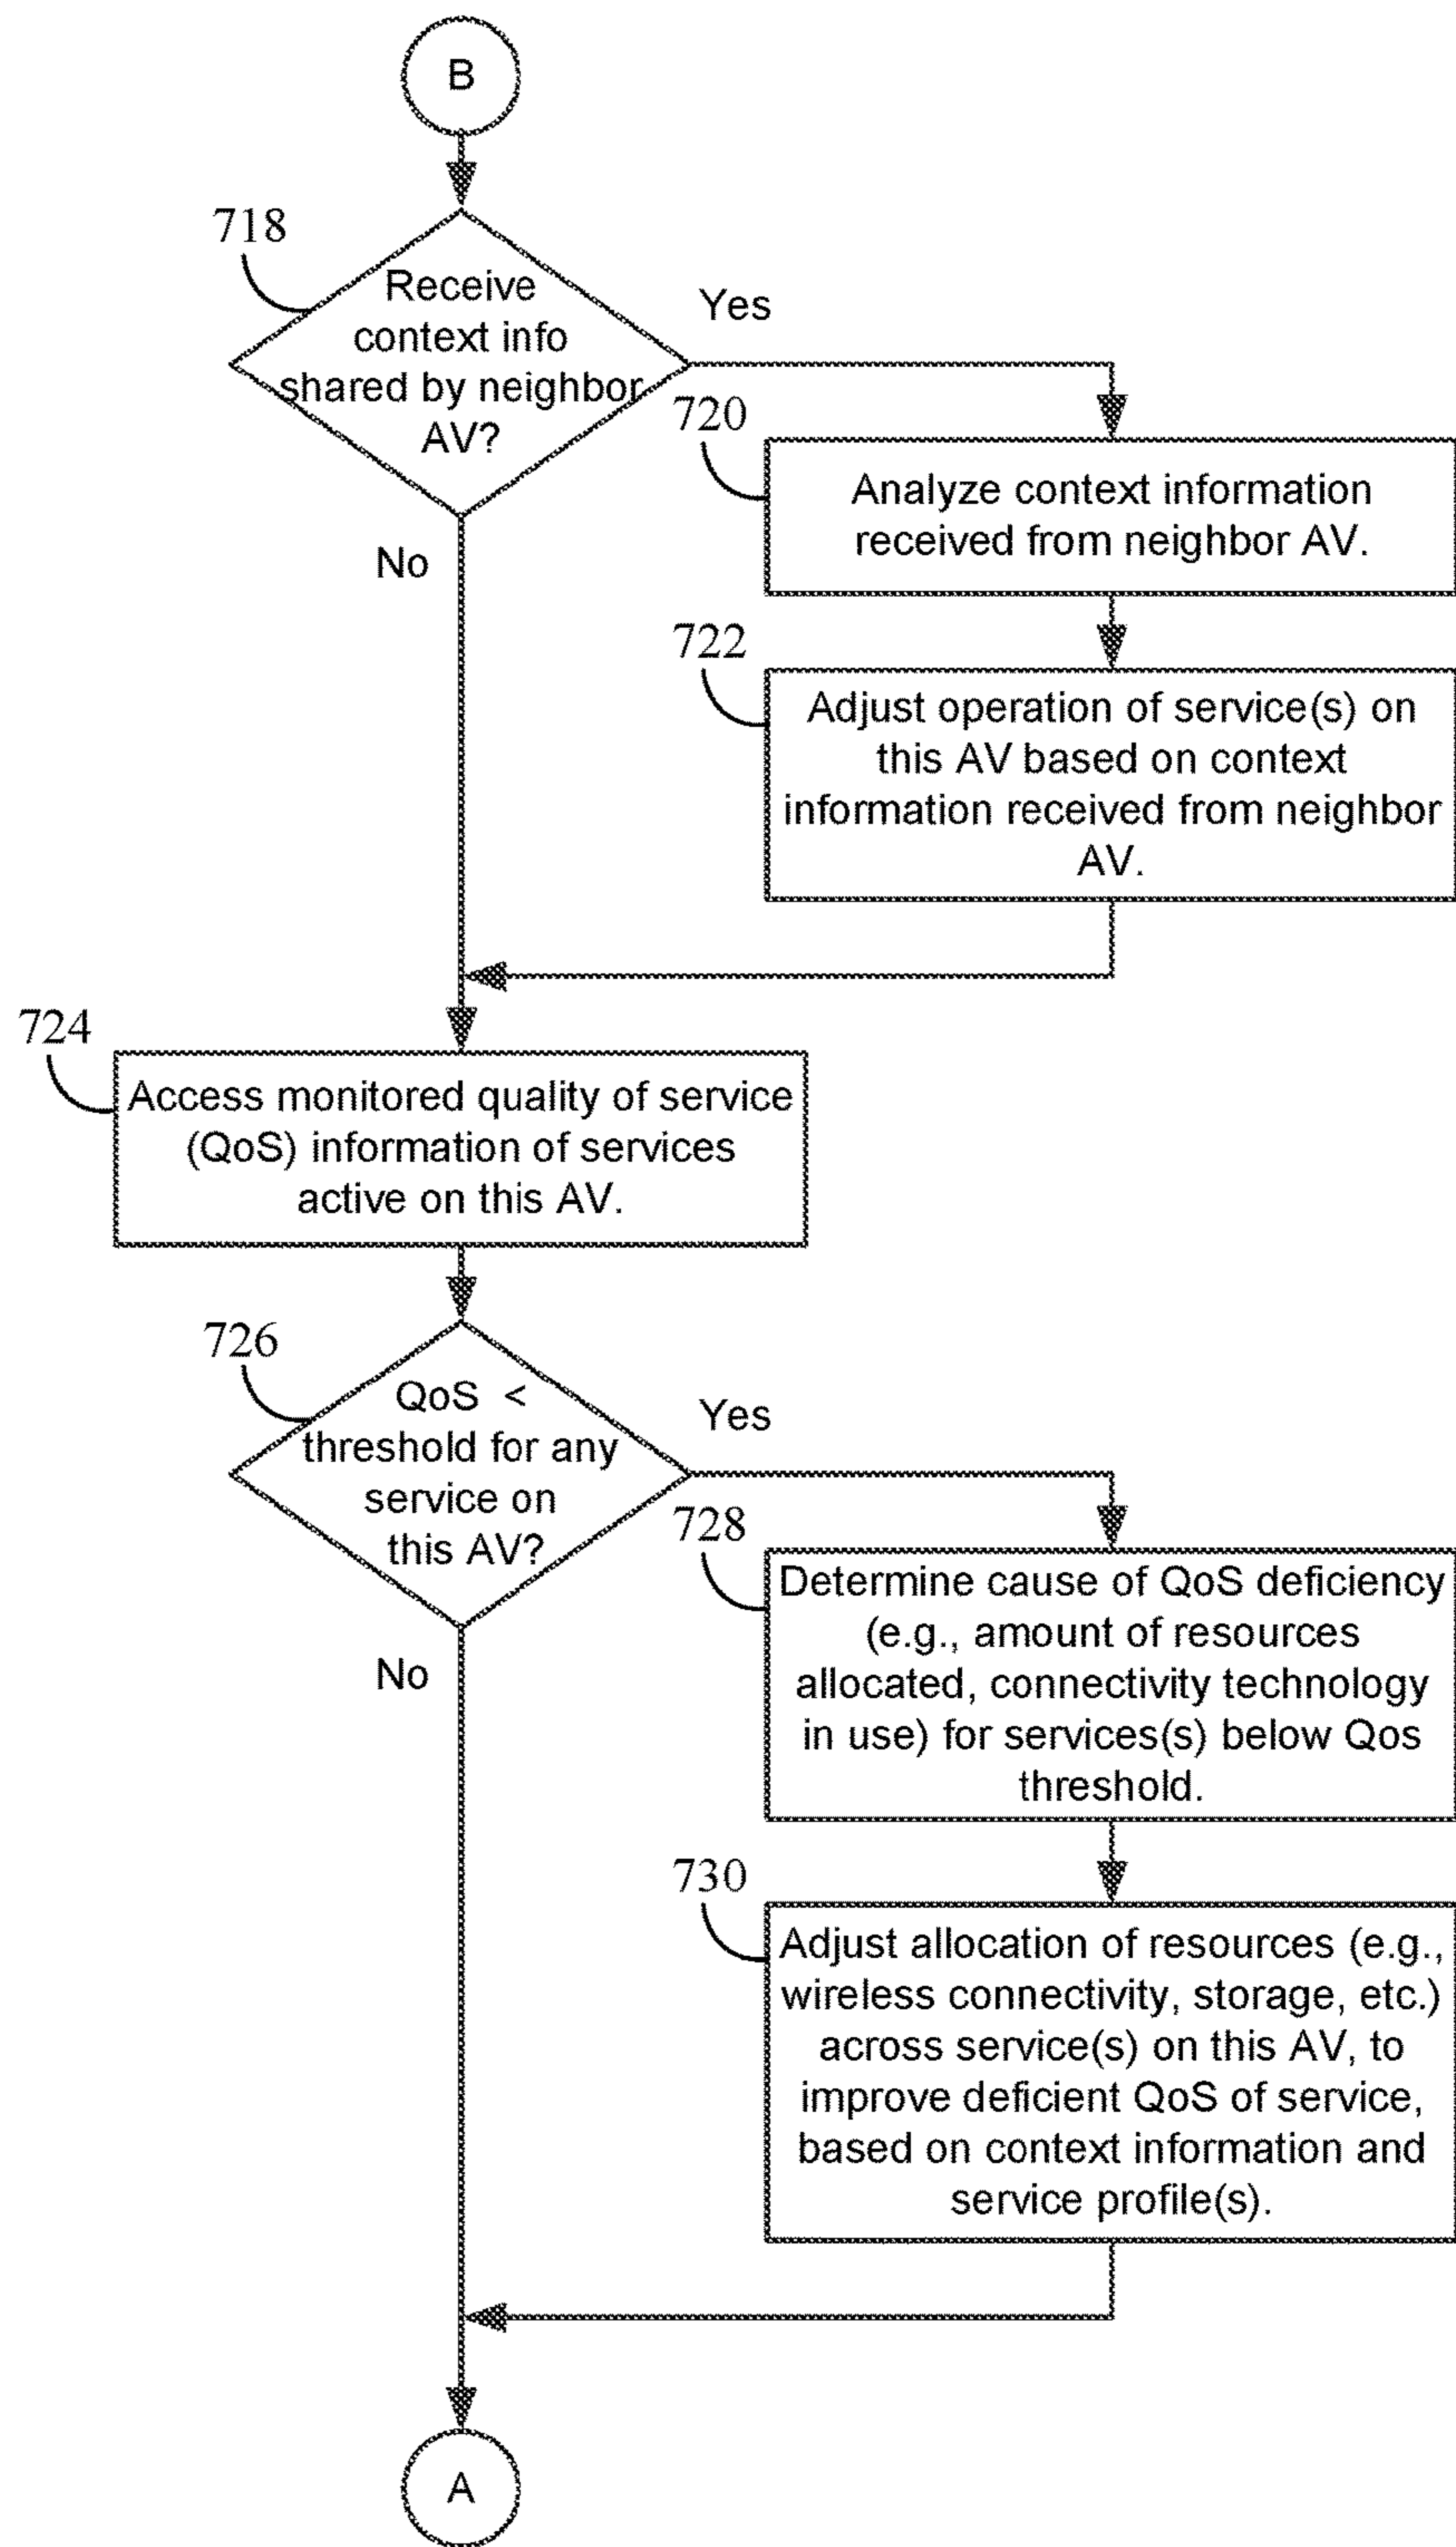 B
718
Receive
context info
shared by neighbor
AV?
Yes
No
720
Analyze context information
received from neighbor AV.
722
Adjust operation of service(s) on
this AV based on context
information received from neighbor
AV.
724
Access monitored quality of service
(QoS) information of services
active on this AV.
726
QoS <
threshold for any
service on
this AV?
Yes
No
728
Determine cause of QoS deficiency
(e.g., amount of resources
allocated, connectivity technology
in use) for services(s) below Qos
threshold.
730
Adjust allocation of resources (e.g.,
wireless connectivity, storage, etc.)
across service(s) on this AV, to
improve deficient QoS of service,
based on context information and
service profile(s).
A